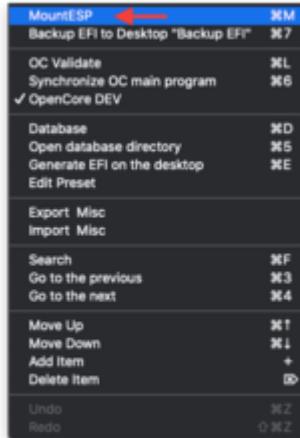 MountESP ⌘M
Backup EFI to Desktop "Backup EFI" ⌘7
OC Validate ⌘L
Synchronize OC main program ⌘6
✓ OpenCore DEV
Database ⌘D
Open database directory ⌘5
Generate EFI on the desktop ⌘E
Edit Preset
Export Misc
Import Misc
Search ⌘F
Go to the previous ⌘3
Go to the next ⌘4
Move Up ⌘↑
Move Down ⌘↓
Add Item +
Delete Item ⌦
Undo ⌘Z
Redo ⇧⌘Z